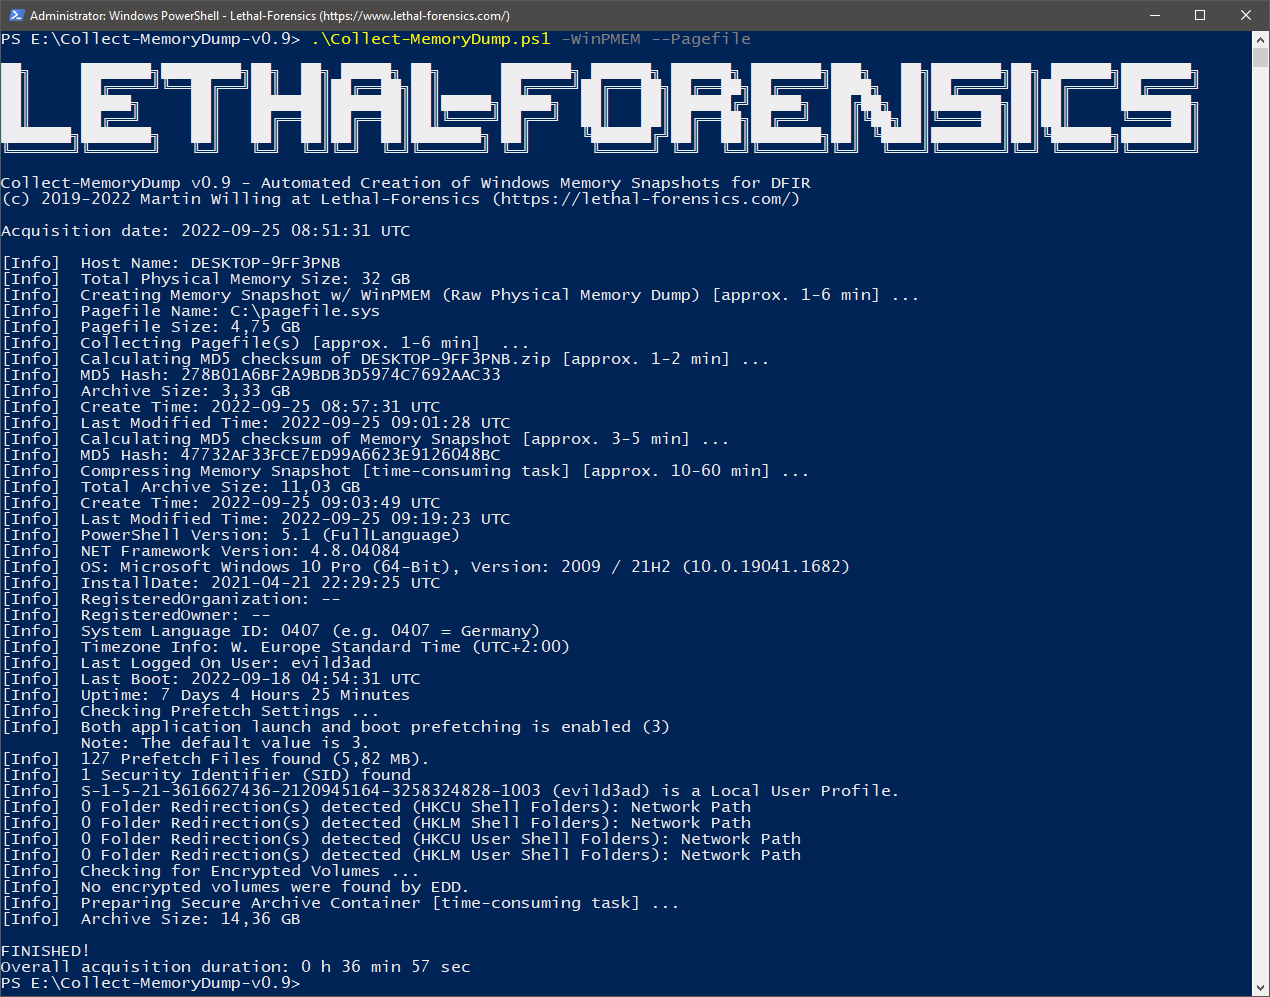 Administrator: Windows PowerShell - Lethal-Forensics (https://www.lethal-forensics.com/)
PS E:\Collect-MemoryDump-v0.9> .\Collect-MemoryDump.ps1 -WinPMEM --Pagefile
LETHAL-FORENSICS
Collect-MemoryDump v0.9 - Automated Creation of Windows Memory Snapshots for DFIR
(c) 2019-2022 Martin Willing at Lethal-Forensics (https://lethal-forensics.com/)
Acquisition date: 2022-09-25 08:51:31 UTC
[Info]  Host Name: DESKTOP-9FF3PNB
[Info]  Total Physical Memory Size: 32 GB
[Info]  Creating Memory Snapshot w/ WinPMEM (Raw Physical Memory Dump) [approx. 1-6 min] ...
[Info]  Pagefile Name: C:\pagefile.sys
[Info]  Pagefile Size: 4,75 GB
[Info]  Collecting Pagefile(s) [approx. 1-6 min]  ...
[Info]  Calculating MD5 checksum of DESKTOP-9FF3PNB.zip [approx. 1-2 min] ...
[Info]  MD5 Hash: 278B01A6BF2A9BDB3D5974C7692AAC33
[Info]  Archive Size: 3,33 GB
[Info]  Create Time: 2022-09-25 08:57:31 UTC
[Info]  Last Modified Time: 2022-09-25 09:01:28 UTC
[Info]  Calculating MD5 checksum of Memory Snapshot [approx. 3-5 min] ...
[Info]  MD5 Hash: 47732AF33FCE7ED99A6623E9126048BC
[Info]  Compressing Memory Snapshot [time-consuming task] [approx. 10-60 min] ...
[Info]  Total Archive Size: 11,03 GB
[Info]  Create Time: 2022-09-25 09:03:49 UTC
[Info]  Last Modified Time: 2022-09-25 09:19:23 UTC
[Info]  PowerShell Version: 5.1 (FullLanguage)
[Info]  NET Framework Version: 4.8.04084
[Info]  OS: Microsoft Windows 10 Pro (64-Bit), Version: 2009 / 21H2 (10.0.19041.1682)
[Info]  InstallDate: 2021-04-21 22:29:25 UTC
[Info]  RegisteredOrganization: --
[Info]  RegisteredOwner: --
[Info]  System Language ID: 0407 (e.g. 0407 = Germany)
[Info]  Timezone Info: W. Europe Standard Time (UTC+2:00)
[Info]  Last Logged On User: evild3ad
[Info]  Last Boot: 2022-09-18 04:54:31 UTC
[Info]  Uptime: 7 Days 4 Hours 25 Minutes
[Info]  Checking Prefetch Settings ...
[Info]  Both application launch and boot prefetching is enabled (3)
Note: The default value is 3.
[Info]  127 Prefetch Files found (5,82 MB).
[Info]  1 Security Identifier (SID) found
[Info]  S-1-5-21-3616627436-2120945164-3258324828-1003 (evild3ad) is a Local User Profile.
[Info]  0 Folder Redirection(s) detected (HKCU Shell Folders): Network Path
[Info]  0 Folder Redirection(s) detected (HKLM Shell Folders): Network Path
[Info]  0 Folder Redirection(s) detected (HKCU User Shell Folders): Network Path
[Info]  0 Folder Redirection(s) detected (HKLM User Shell Folders): Network Path
[Info]  Checking for Encrypted Volumes ...
[Info]  No encrypted volumes were found by EDD.
[Info]  Preparing Secure Archive Container [time-consuming task] ...
[Info]  Archive Size: 14,36 GB
FINISHED!
Overall acquisition duration: 0 h 36 min 57 sec
PS E:\Collect-MemoryDump-v0.9>